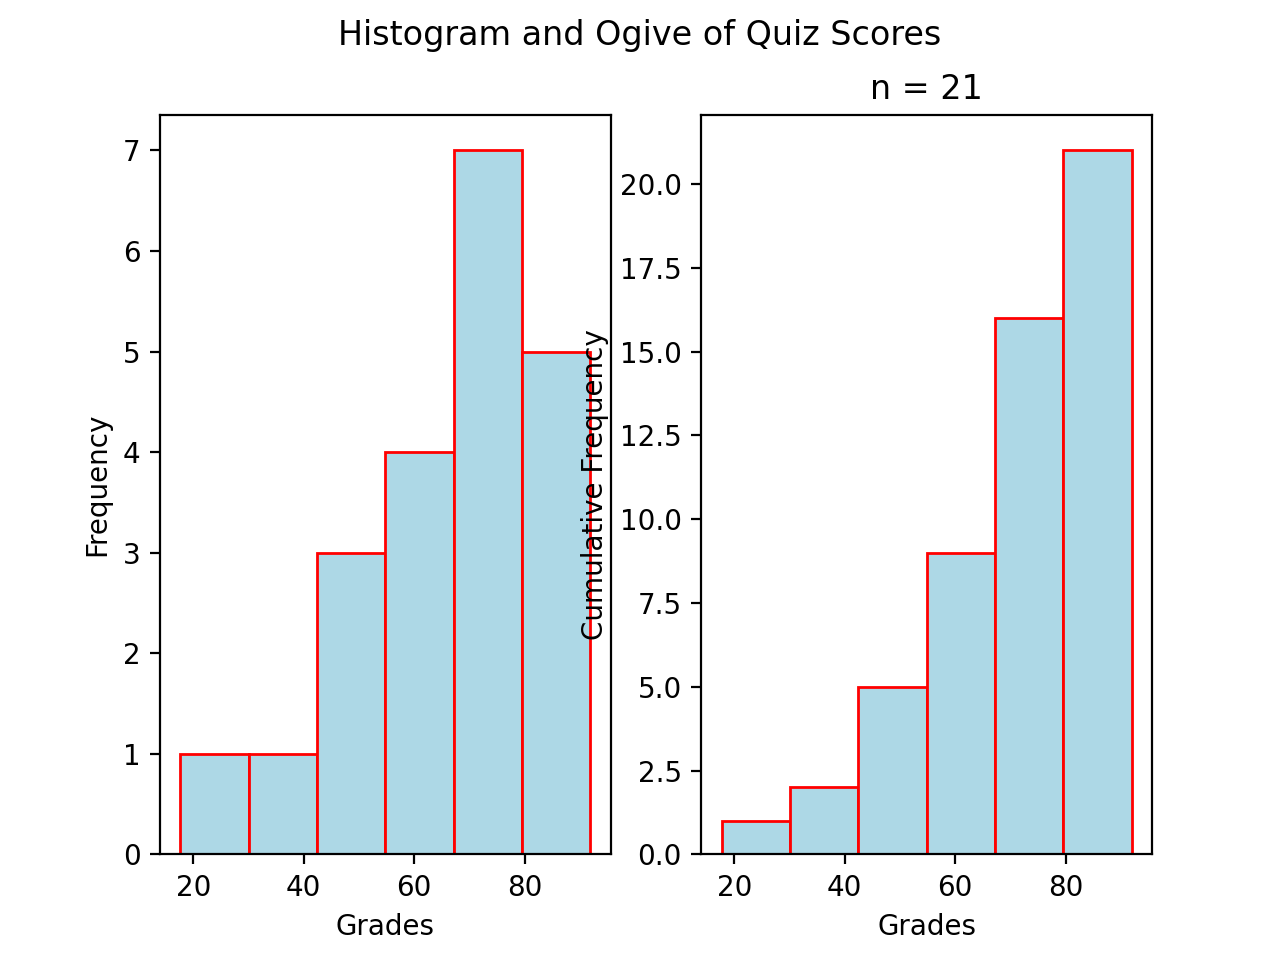 Histogram and Ogive of Quiz Scores
n = 21
7
6
5
4
3
2
1
0
Frequency
20 40 60 80
Grades
20.0
17.5
15.0
12.5
10.0
7.5
5.0
2.5
0.0
Cumulative Frequency
20 40 60 80
Grades